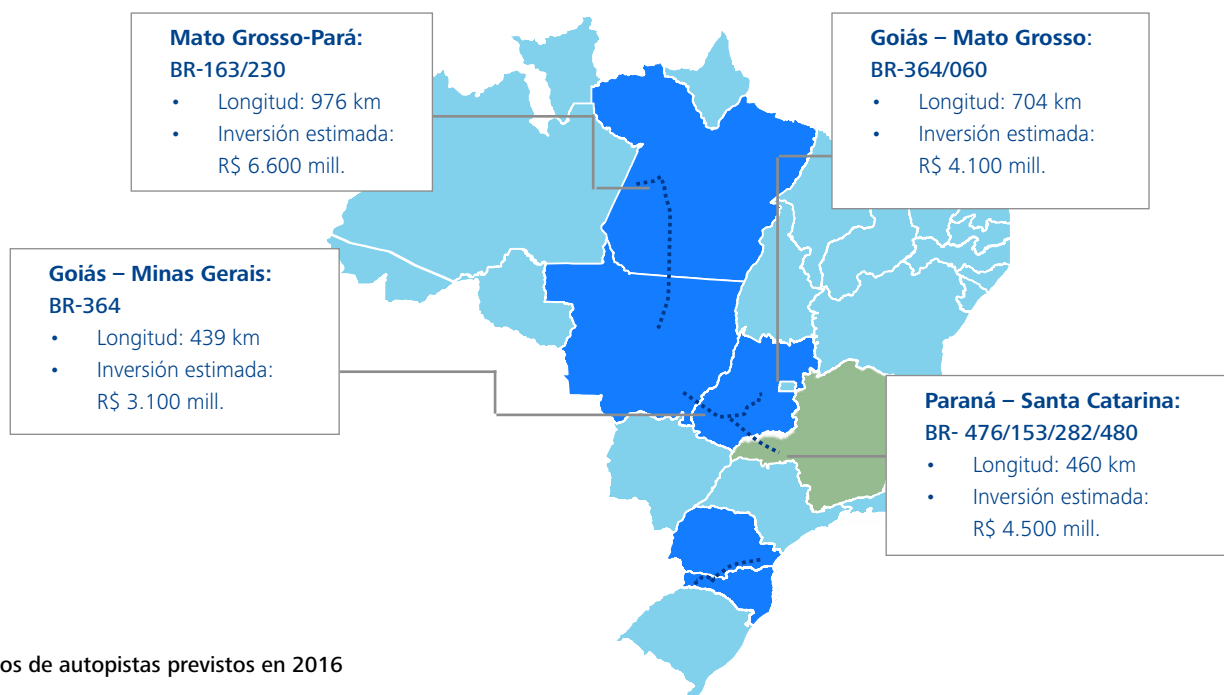 Mato Grosso-Pará:
BR-163/230
• Longitud: 976 km
• Inversión estimada:
R$ 6.600 mill.
Goiás – Mato Grosso:
BR-364/060
• Longitud: 704 km
• Inversión estimada:
R$ 4.100 mill.
Goiás – Minas Gerais:
BR-364
• Longitud: 439 km
• Inversión estimada:
R$ 3.100 mill.
Paraná – Santa Catarina:
BR- 476/153/282/480
• Longitud: 460 km
• Inversión estimada:
R$ 4.500 mill.
os de autopistas previstos en 2016